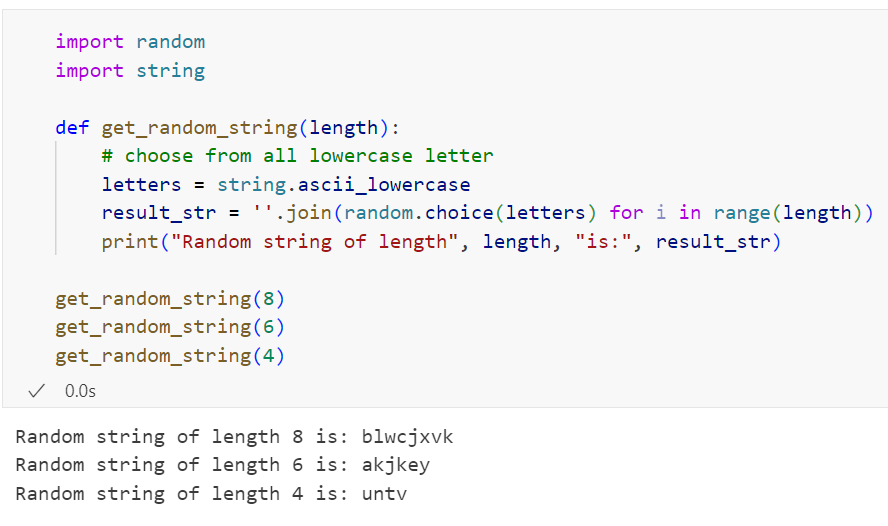 import random
import string
def get_random_string(length):
    # choose from all lowercase letter
    letters = string.ascii_lowercase
    result_str = ''.join(random.choice(letters) for i in range(length))
    print("Random string of length", length, "is:", result_str)
get_random_string(8)
get_random_string(6)
get_random_string(4)
0.0s
Random string of length 8 is: blwcjxvk
Random string of length 6 is: akjkey
Random string of length 4 is: untv